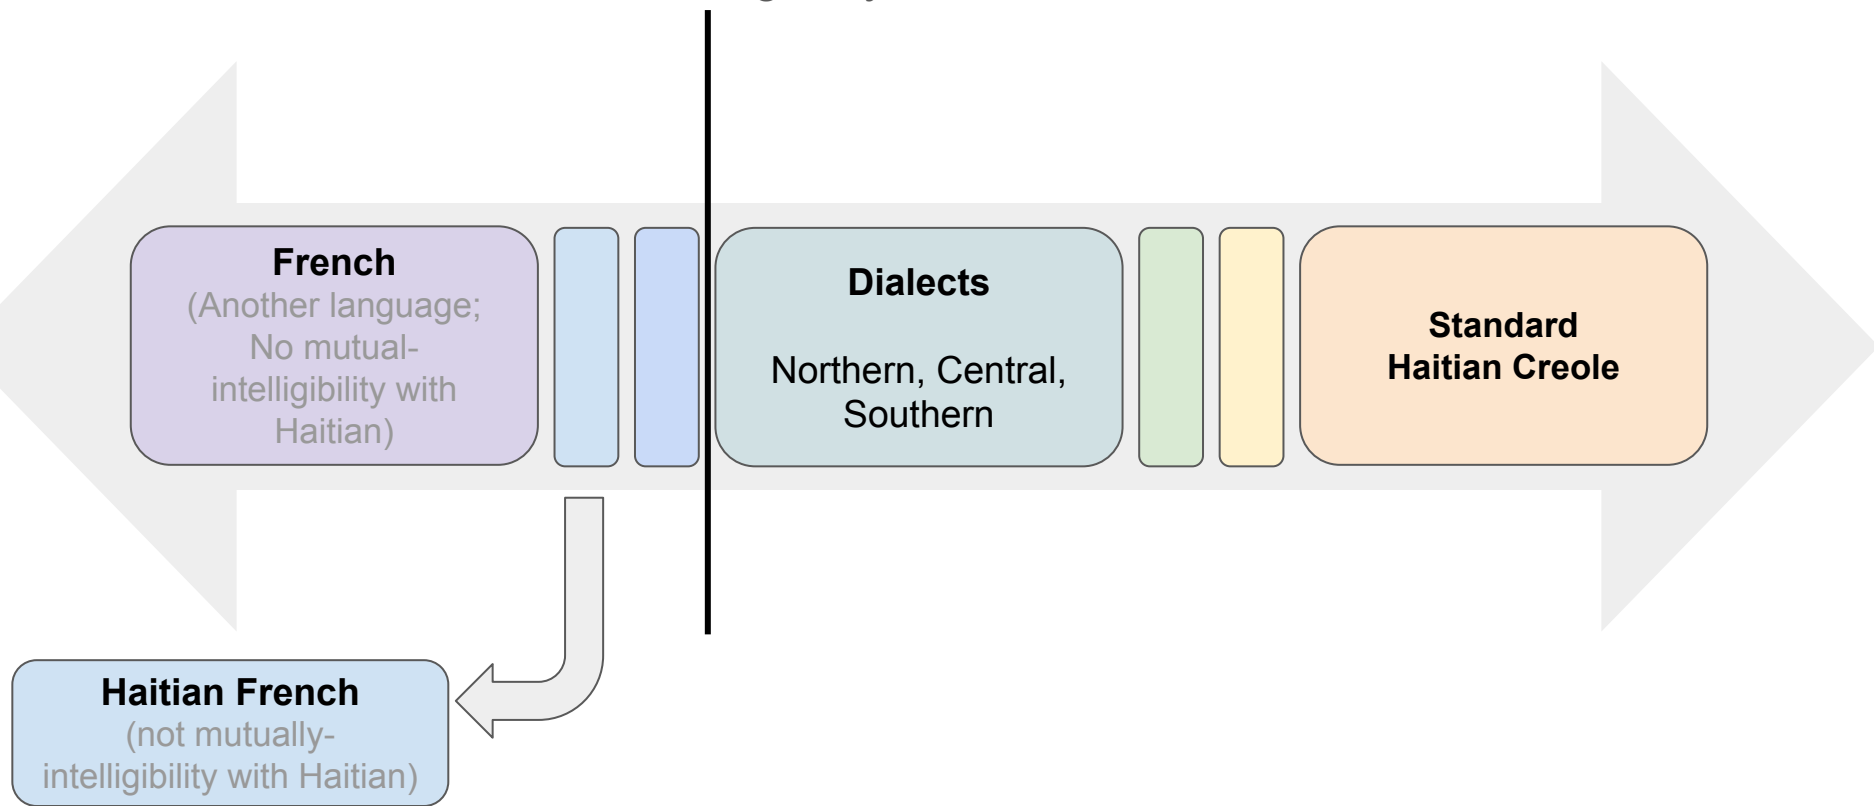 French
(Another language;
No mutual-
intelligibility with
Haitian)
Dialects
Northern, Central,
Southern
Standard
Haitian Creole
Haitian French
(not mutually-
intelligibility with Haitian)